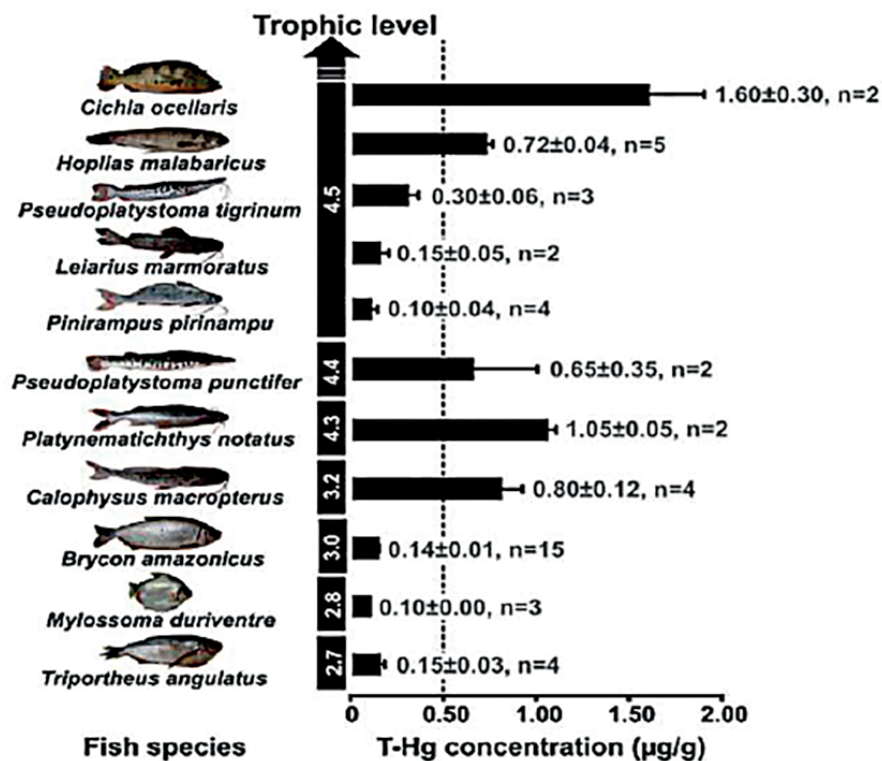 Trophic level
Cichla ocellaris
1.60±0.30, n=2
Hoplias malabaricus
0.72±0.04, n=5
Pseudoplatystoma tigrinum
0.30±0.06, n=3
4.5
Leiarius marmoratus
0.15±0.05, n=2
Pinirampus pirinampu
0.10±0.04, n=4
Pseudoplatystoma punctifer
4.4
0.65±0.35, n=2
Platynematichthys notatus
4.3
1.05±0.05, n=2
Calophysus macropterus
3.2
0.80±0.12, n=4
Brycon amazonicus
3.0
0.14±0.01, n=15
Mylossoma duriventre
2.8
0.10±0.00, n=3
Triportheus angulatus
2.7
0.15±0.03, n=4
0 0.50 1.00 1.50 2.00
Fish species
T-Hg concentration (µg/g)